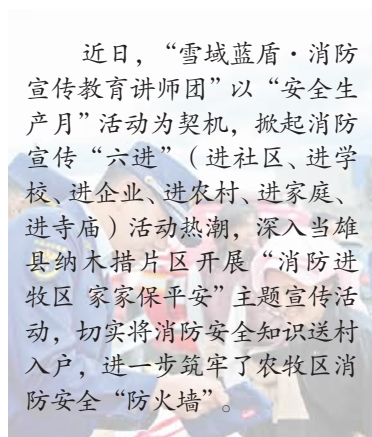 近日，“雪域蓝盾·消防
宣传教育讲师团”以“安全生
产月”活动为契机，掀起消防
宣传“六进”（进社区、进学
校、进企业、进农村、进家庭、
进寺庙）活动热潮，深入当雄
县纳木措片区开展“消防进
牧区 家家保平安”主题宣传活
动，切实将消防安全知识送村
入户，进一步筑牢了农牧区消
防安全“防火墙”。